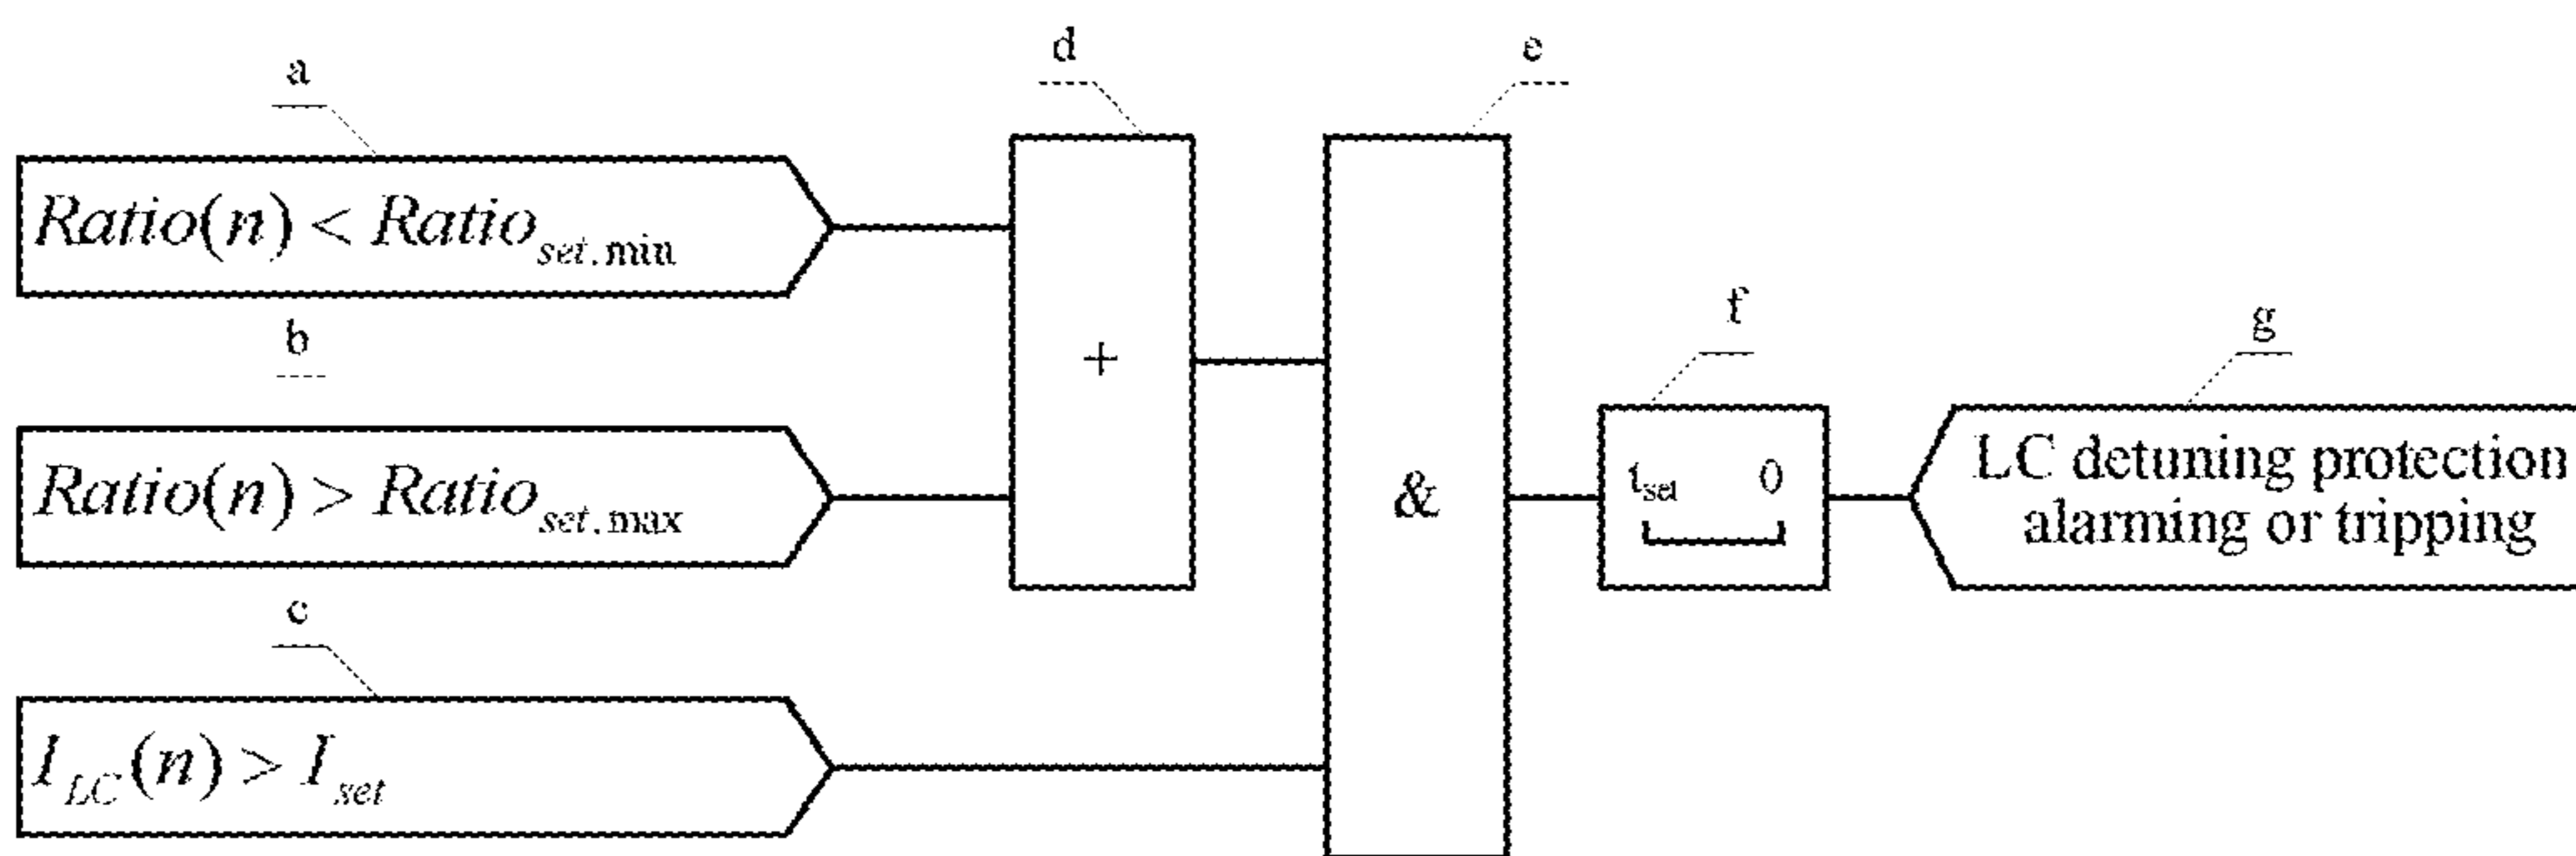 a
Ratio(n) < Ratio_set.min
b
Ratio(n) > Ratio_set.max
c
I_LC(n) > I_set
d
+
e
&
f
t_set 0
g
LC detuning protection
alarming or tripping